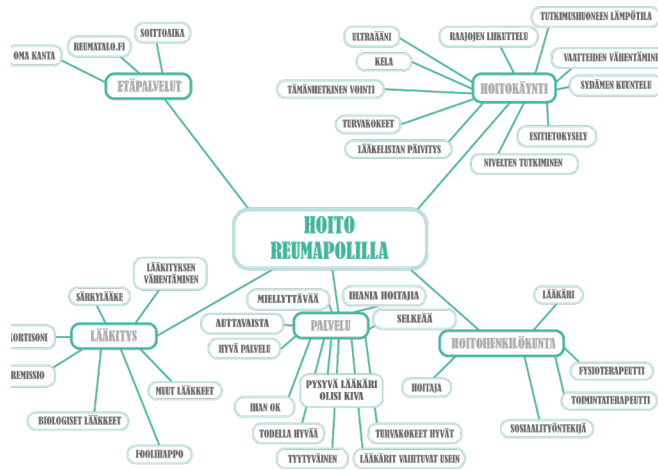 TUTKIMUSHUONEEN LÄMPÖTILA
SOITTOAIKA
ULTRAÄÄNI
RAAJOJEN LIIKUTTELU
REUMATALO.FI
OMA KANTA
VAATTEIDEN VÄHENTÄMIN
KELA
ETÄPALVELUT
TÄMÄNHETKINEN VOINTI
HOITOKÄYNTI
SYDÄMEN KUUNTELU
TURVAKOKEET
ESITIETOKYSELY
LÄÄKELISTAN PÄIVITYS
NIVELTEN TUTKIMINEN
HOITO
REUMAPOLILLA
LÄÄKITYKSEN
VÄHENTÄMINEN
SÄRKYLÄÄKE
MIELLYTTÄVÄÄ
IHANIA HOITAJIA
LÄÄKÄRI
AUTTAVAISTA
PALVELU
SELKEÄÄ
KORTISONI
LÄÄKITYS
HYVÄ PALVELU
HOITOHENKILÖKUNTA
REMISSIO
MUUT LÄÄKKEET
PYSYVÄ LÄÄKÄRI
OLISI KIVA
HOITAJA
FYSIOTERAPEUTTI
IHAN OK
TOIMINTATERAPEUTTI
BIOLOGISET LÄÄKKEET
TODELLA HYVÄÄ
TURVAKOKEET HYVÄT
SOSIAALITYÖNTEKIJÄ
FOOLIHAPPO
TYYTYVÄINEN
LÄÄKÄRIT VAIHTUVAT USEIN